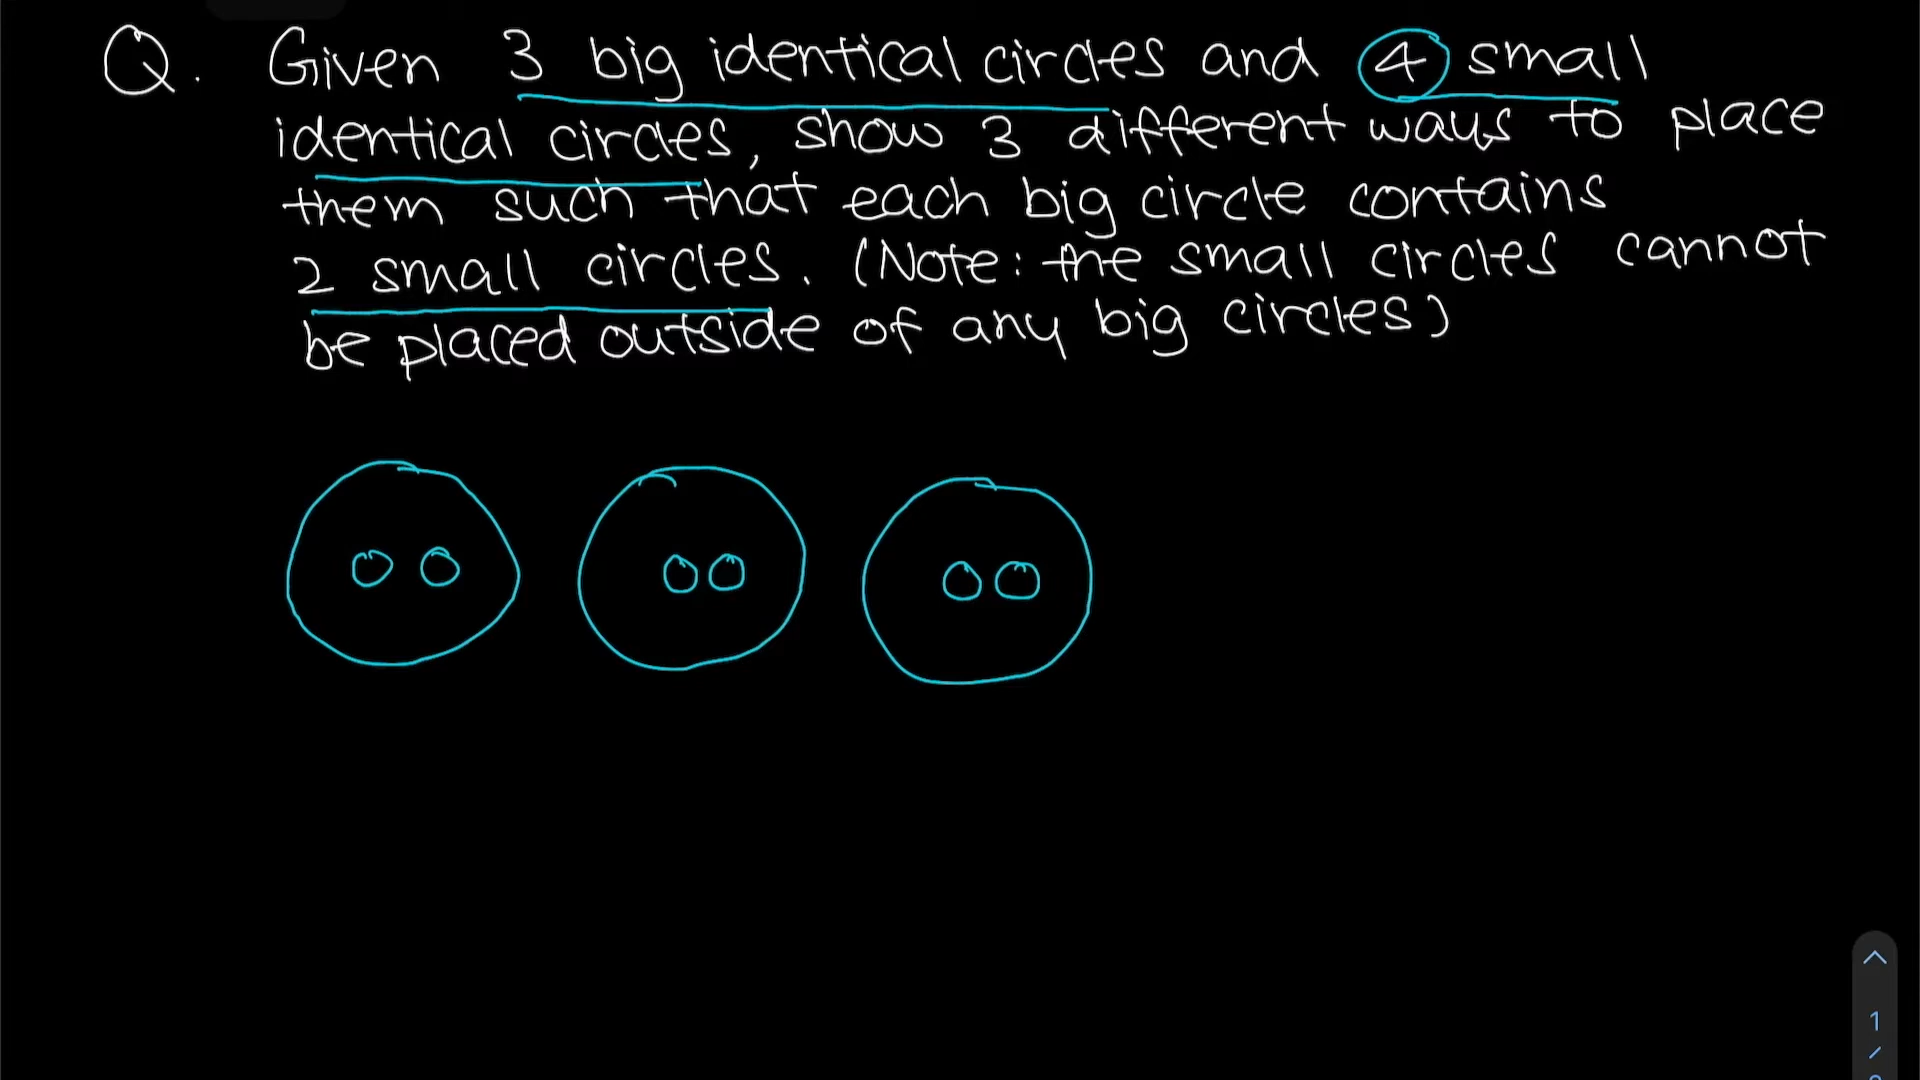 Q. Given 3 big identical circles and 4 small
identical circles, show 3 different ways to place
them such that each big circle contains
2 small circles. (Note: the small circles cannot
be placed outside of any big circles)
1
/